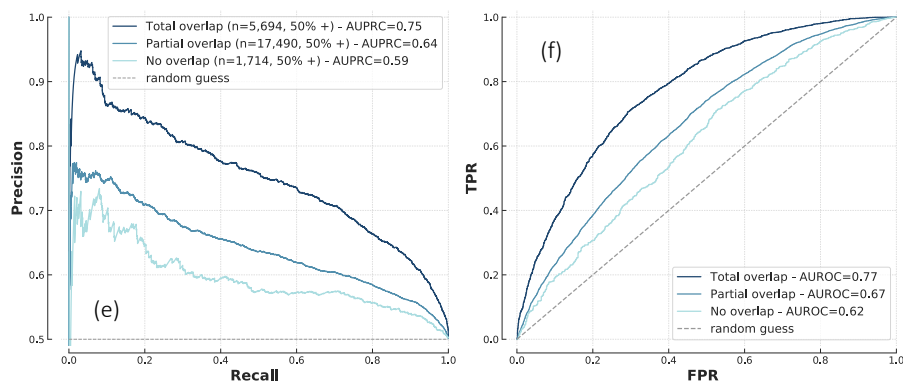 Total overlap (n=5,694, 50% +) - AUPRC=0.75
Partial overlap (n=17,490, 50% +) - AUPRC=0.64
No overlap (n=1,714, 50% +) - AUPRC=0.59
random guess
1.0
0.9
0.8
0.7
0.6
0.5
Precision
(e)
0.0 0.2 0.4 0.6 0.8 1.0
Recall
(f)
1.0
0.8
0.6
0.4
0.2
0.0
TPR
Total overlap - AUROC=0.77
Partial overlap - AUROC=0.67
No overlap - AUROC=0.62
random guess
0.0 0.2 0.4 0.6 0.8 1.0
FPR